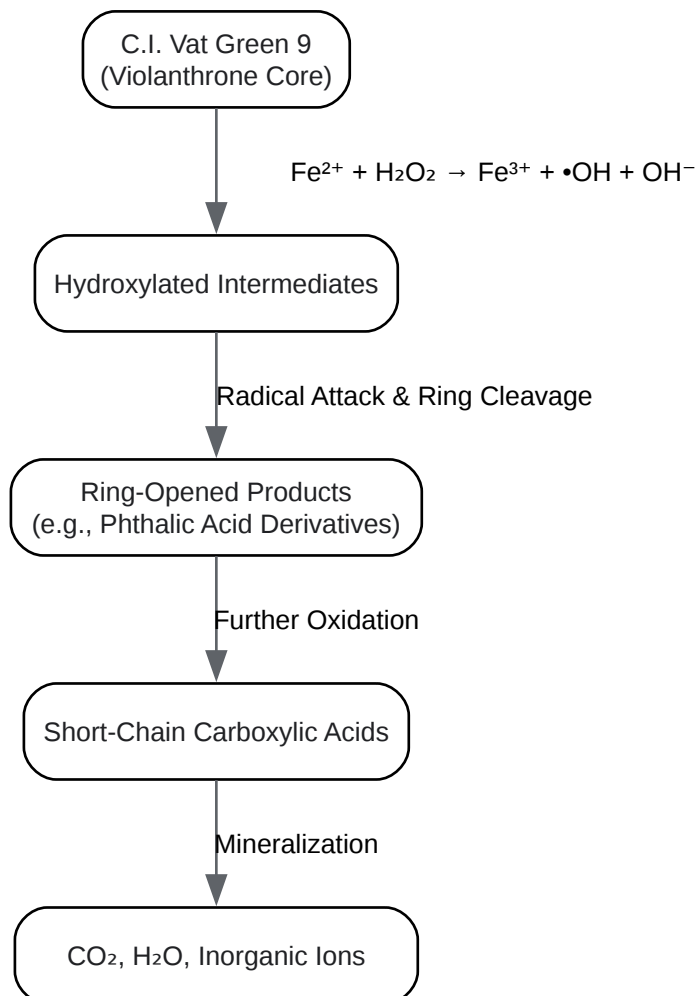 C.I. Vat Green 9
(Violanthrone Core)
Fe²⁺ + H₂O₂ → Fe³⁺ + •OH + OH⁻
Hydroxylated Intermediates
Radical Attack & Ring Cleavage
Ring-Opened Products
(e.g., Phthalic Acid Derivatives)
Further Oxidation
Short-Chain Carboxylic Acids
Mineralization
CO₂, H₂O, Inorganic Ions